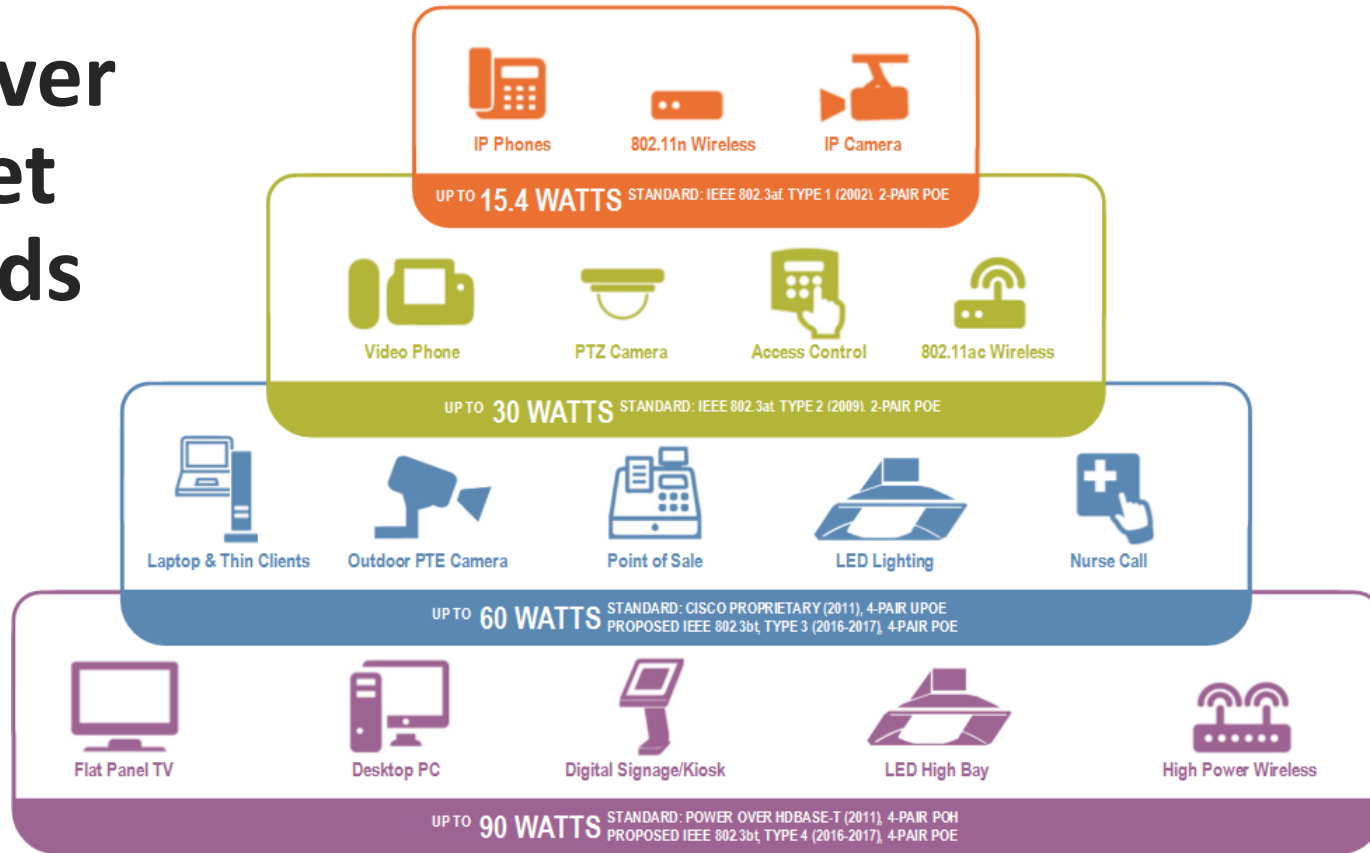 ver
et
ds
IP Phones
802.11n Wireless
IP Camera
UP TO 15.4 WATTS STANDARD: IEEE 802.3af, TYPE 1 (2002), 2-PAIR POE
Video Phone
PTZ Camera
Access Control
802.11ac Wireless
UP TO 30 WATTS STANDARD: IEEE 802.3at, TYPE 2 (2009), 2-PAIR POE
Laptop & Thin Clients
Outdoor PTE Camera
Point of Sale
LED Lighting
Nurse Call
UP TO 60 WATTS STANDARD: CISCO PROPRIETARY (2011), 4-PAIR UPOE
PROPOSED IEEE 802.3bt, TYPE 3 (2016-2017), 4-PAIR POE
Flat Panel TV
Desktop PC
Digital Signage/Kiosk
LED High Bay
High Power Wireless
UP TO 90 WATTS STANDARD: POWER OVER HDBASE-T (2011), 4-PAIR POH
PROPOSED IEEE 802.3bt, TYPE 4 (2016-2017), 4-PAIR POE